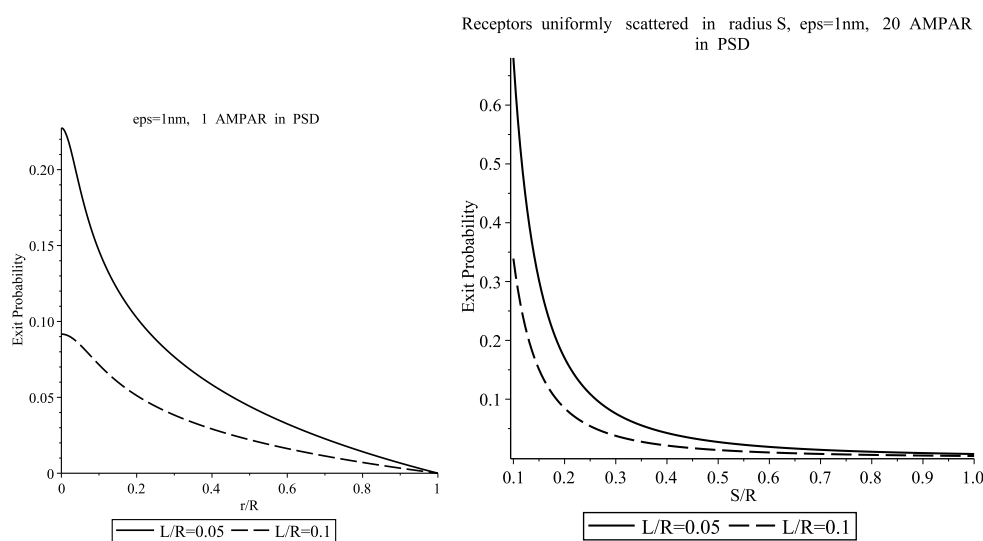 eps=1nm, 1 AMPAR in PSD
Exit Probability
0.20
0.15
0.10
0.05
0
0
0.2
0.4
0.6
0.8
1
r/R
L/R=0.05
L/R=0.1
Receptors uniformly scattered in radius S, eps=1nm, 20 AMPAR
in PSD
Exit Probability
0.6
0.5
0.4
0.3
0.2
0.1
0.1
0.2
0.3
0.4
0.5
0.6
0.7
0.8
0.9
1.0
S/R
L/R=0.05
L/R=0.1